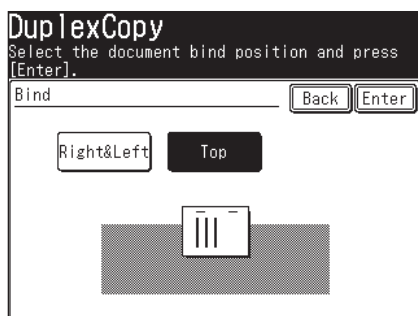 DuplexCopy
Select the document bind position and press
[Enter].
Bind
Back Enter
Right&Left Top